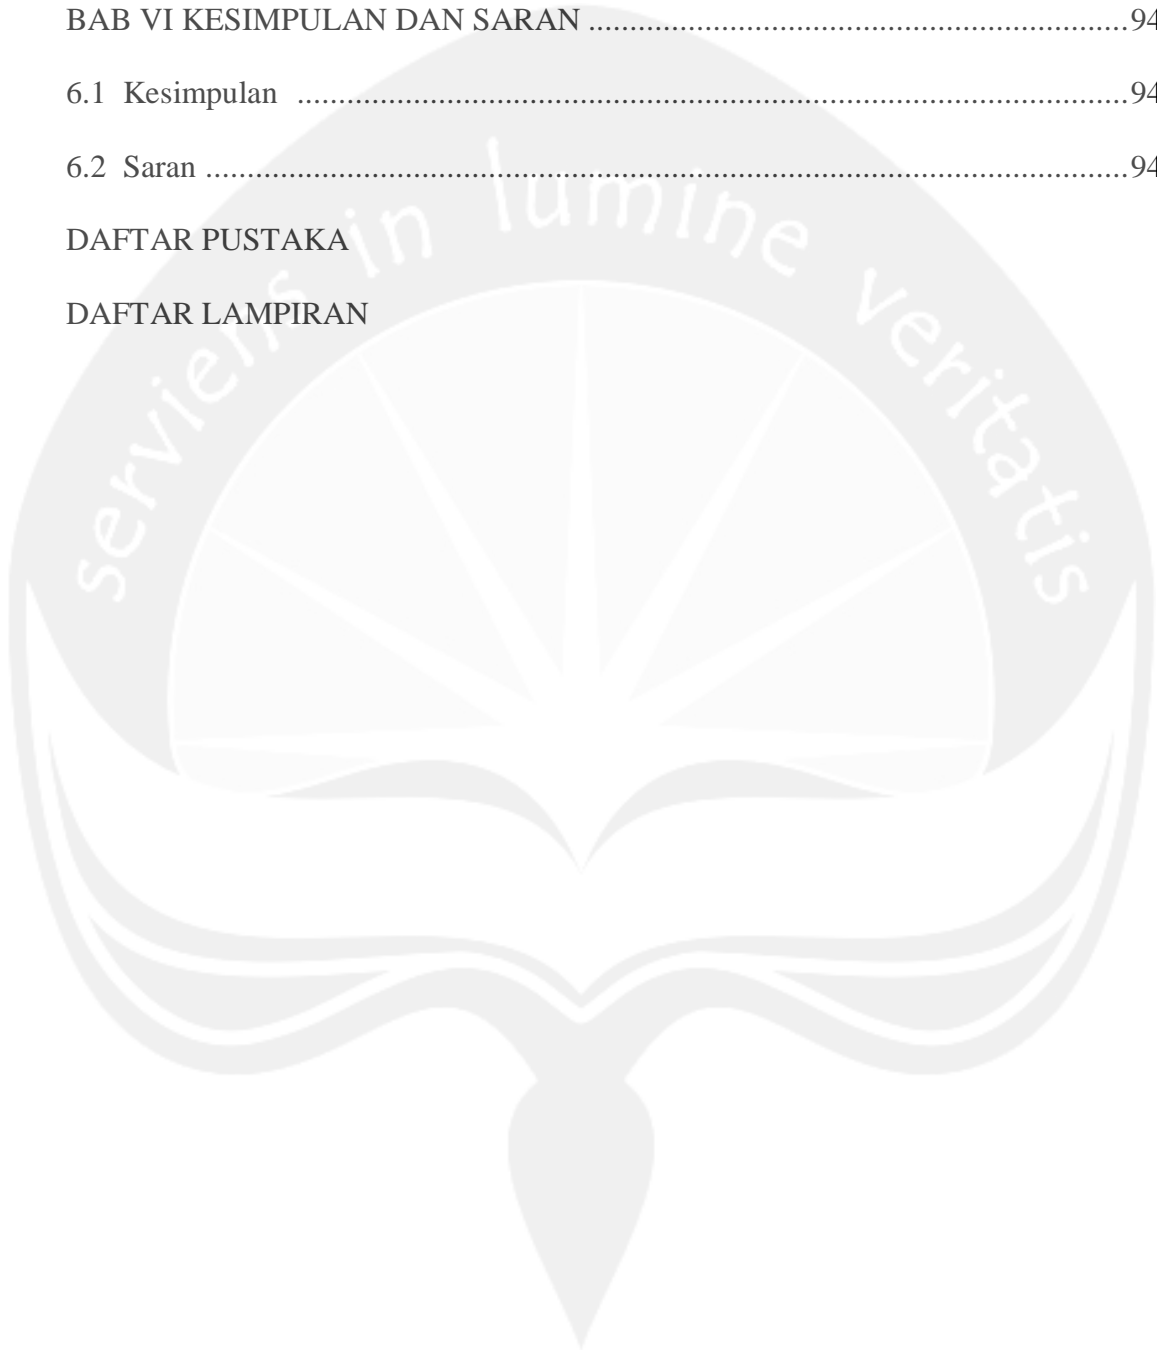 BAB VI KESIMPULAN DAN SARAN ....................................................................94
6.1 Kesimpulan .........................................................................................................94
6.2 Saran .....................................................................................................................94
DAFTAR PUSTAKA
DAFTAR LAMPIRAN
serviens in lumine veritatis